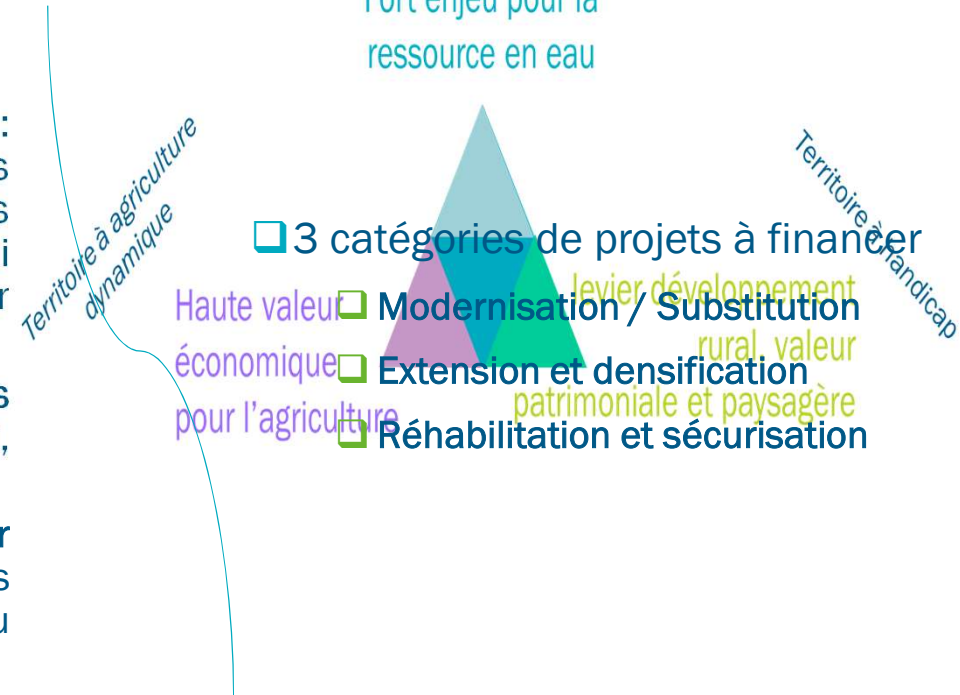 Fort enjeu pour la
ressource en eau
Territoire à agriculture
dynamique
Territoire à handicap
3 catégories de projets à financer
Haute valeur
économique
pour l’agriculture
levier développement
rural, valeur
patrimoniale et paysagère
Modernisation / Substitution
Extension et densification
Réhabilitation et sécurisation